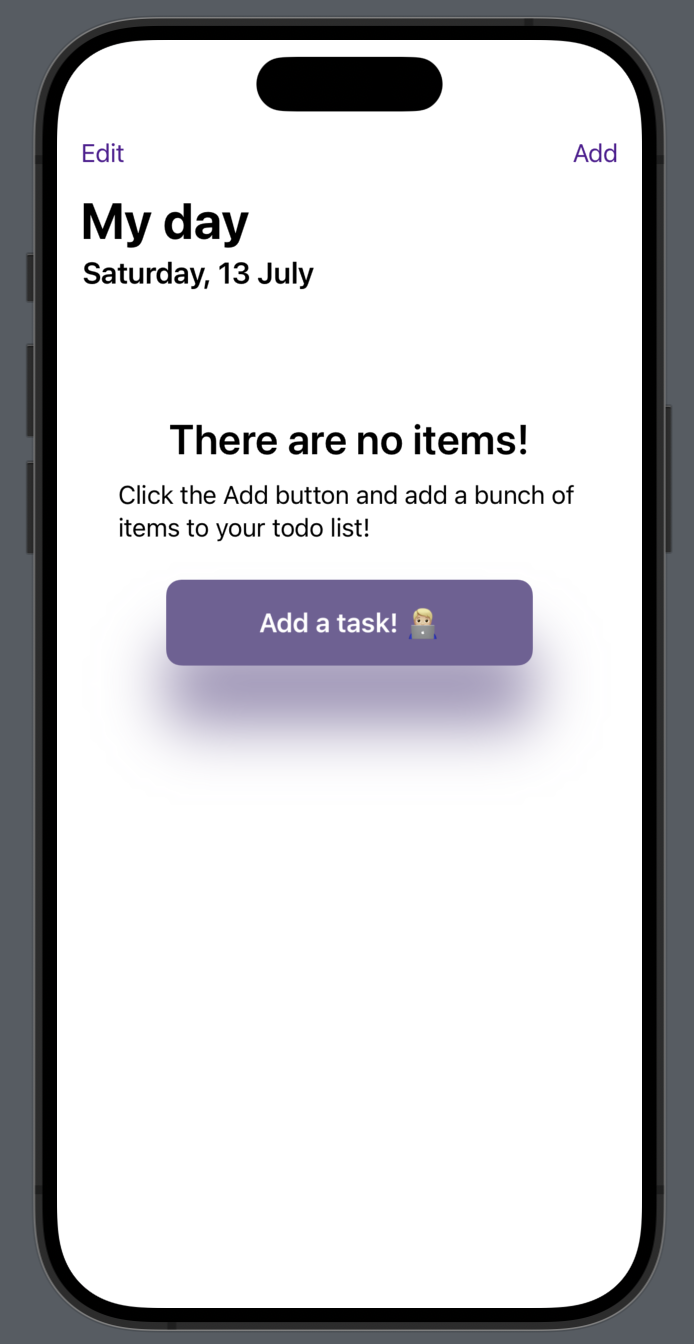 Edit
Add
My day
Saturday, 13 July
There are no items!
Click the Add button and add a bunch of
items to your todo list!
Add a task! 🧑🏼‍💻